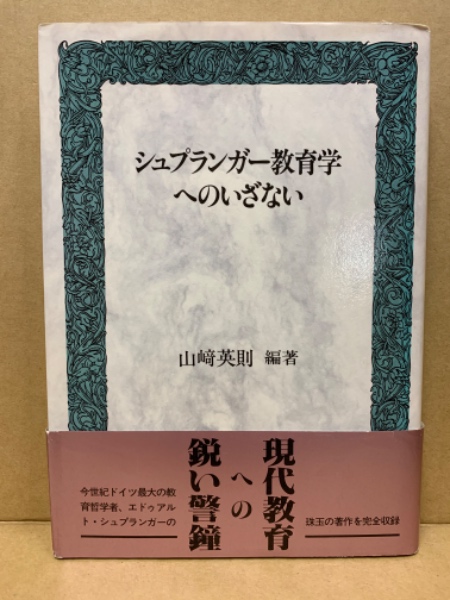 シュプランガー教育学
へのいざない
山﨑英則 編著
現代教育
への
鋭い警鐘
今世紀ドイツ最大の教
育哲学者、エドゥアル
ト・シュプランガーの
珠玉の著作を完全収録